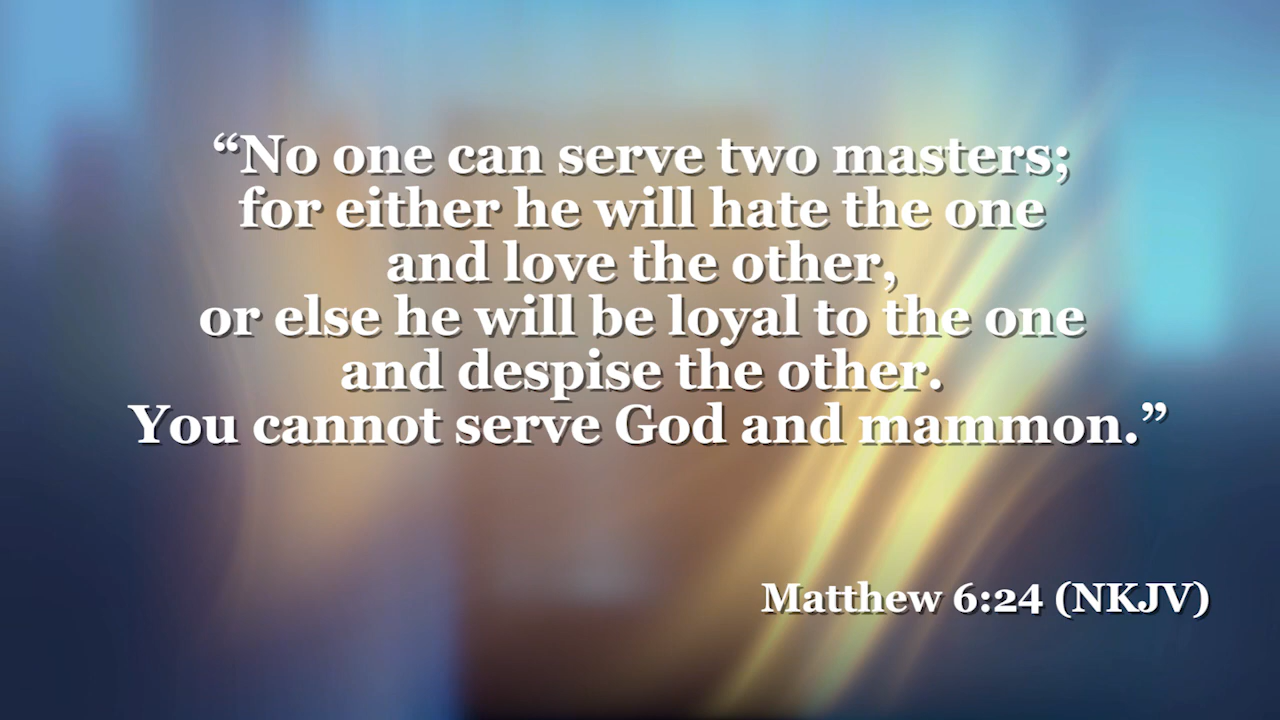 “No one can serve two masters;
for either he will hate the one
and love the other,
or else he will be loyal to the one
and despise the other.
You cannot serve God and mammon.”
Matthew 6:24 (NKJV)